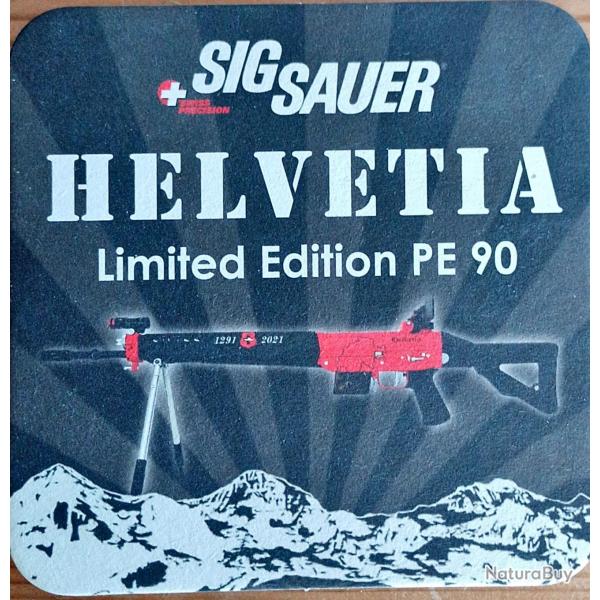 SIG SAUER
SWISS
PRECISION
HELVETIA
Limited Edition PE 90
1291 2021
Helvetia
NaturaBuy